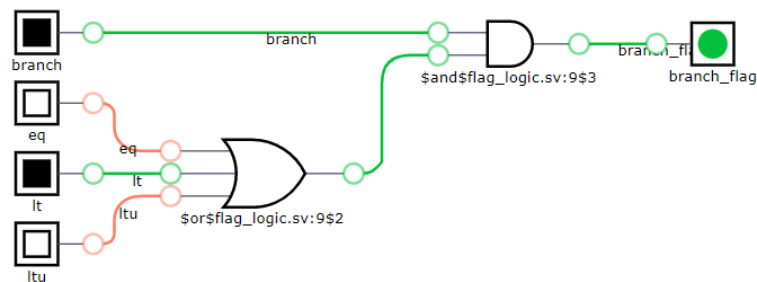 branch
branch
$and$flag_logic.sv:9$3
branch_fla
branch_flag
eq
eq
lt
lt
ltu
$or$flag_logic.sv:9$2
ltu